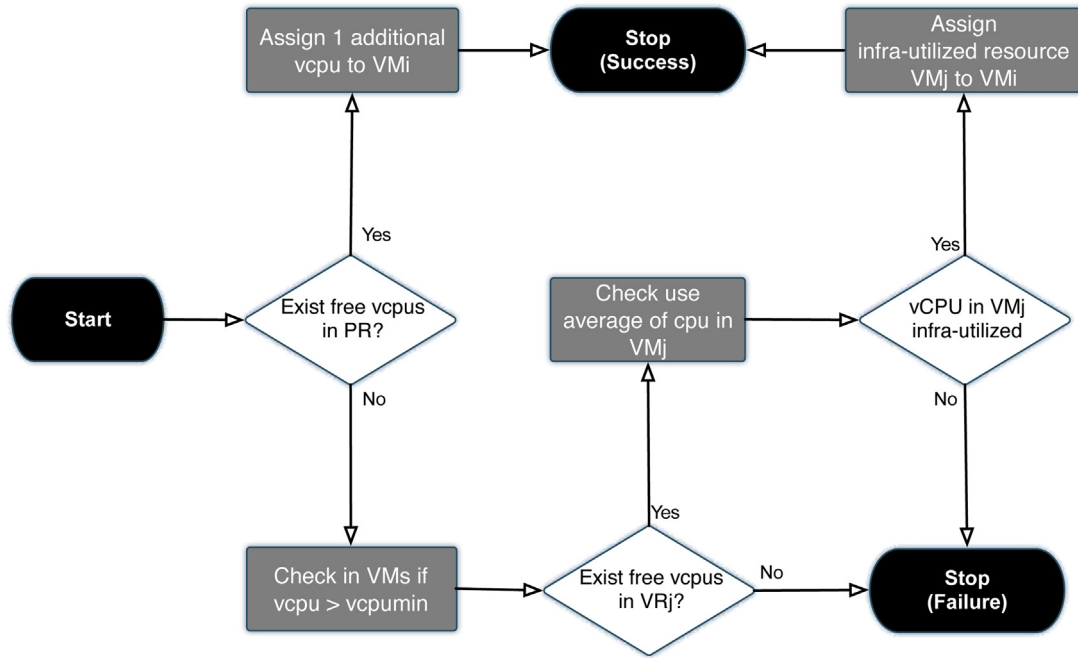 Assign 1 additional
vcpu to VMi
Stop
(Success)
Assign
infra-utilized resource
VMj to VMi
Yes
Yes
Start
Exist free vcpus
in PR?
Check use
average of cpu in
VMj
vCPU in VMj
infra-utilized
No
No
Yes
Check in VMs if
vcpu > vcpumin
Exist free vcpus
in VRj?
No
Stop
(Failure)